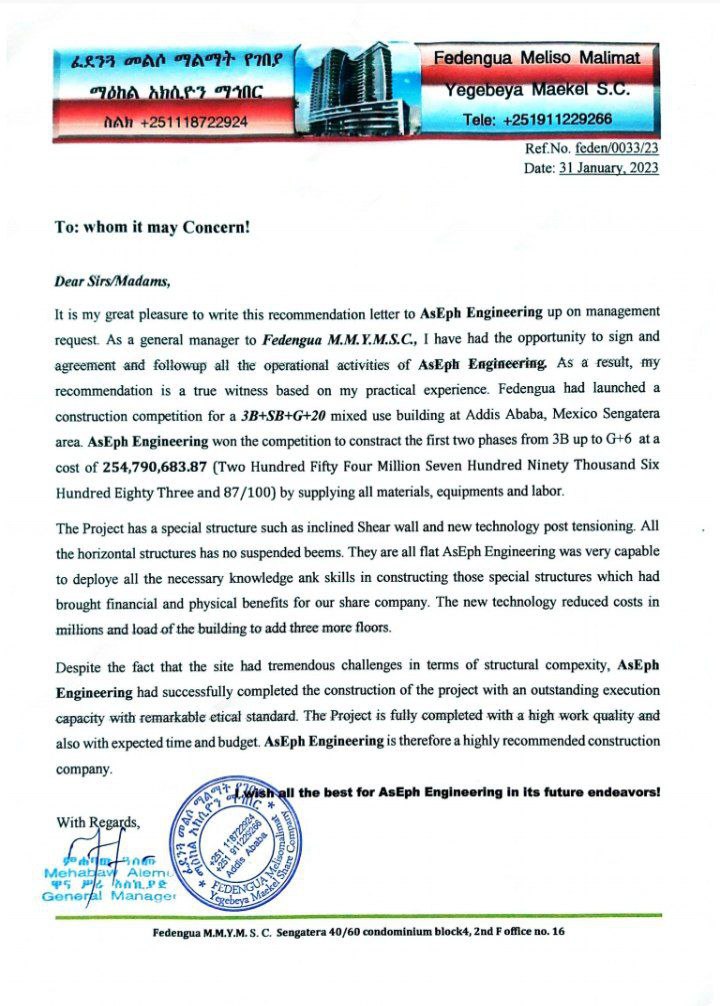 ፈደንጓ መልሶ ማልማት የገበያ
ማዕከል አክሲዮን ማኅበር
ስልክ +251118722924
Fedengua Meliso Malimat
Yegebeya Maekel S.C.
Tele: +251911229266
Ref.No. feden/0033/23
Date: 31 January, 2023
To: whom it may Concern!
Dear Sirs/Madams,
It is my great pleasure to write this recommendation letter to AsEph Engineering up on management
request. As a general manager to Fedengua M.M.Y.M.S.C., I have had the opportunity to sign and
agreement and followup all the operational activities of AsEph Engineering. As a result, my
recommendation is a true witness based on my practical experience. Fedengua had launched a
construction competition for a 3B+SB+G+20 mixed use building at Addis Ababa, Mexico Sengatera
area. AsEph Engineering won the competition to constract the first two phases from 3B up to G+6 at a
cost of 254,790,683.87 (Two Hundred Fifty Four Million Seven Hundred Ninety Thousand Six
Hundred Eighty Three and 87/100) by supplying all materials, equipments and labor.
The Project has a special structure such as inclined Shear wall and new technology post tensioning. All
the horizontal structures has no suspended beems. They are all flat AsEph Engineering was very capable
to deploye all the necessary knowledge ank skills in constructing those special structures which had
brought financial and physical benefits for our share company. The new technology reduced costs in
millions and load of the building to add three more floors.
Despite the fact that the site had tremendous challenges in terms of structural compexity, AsEph
Engineering had successfully completed the construction of the project with an outstanding execution
capacity with remarkable etical standard. The Project is fully completed with a high work quality and
also with expected time and budget. AsEph Engineering is therefore a highly recommended construction
company.
I wish all the best for AsEph Engineering in its future endeavors!
With Regards,
ምሕባው ዓለሙ
Mehabaw Alemu
ዋና ሥራ አስኪያጅ
General Manager
ፈደንጓ መልሶ ማልማት የገበያ
ማዕከል አክሲዮን ማኅበር
+251 118722924
+251 911229266
Addis Ababa
FEDENGUA Melisomalimat
Yegebeya Maekel Share Company
Fedengua M.M.Y.M. S. C. Sengatera 40/60 condominium block4, 2nd F office no. 16